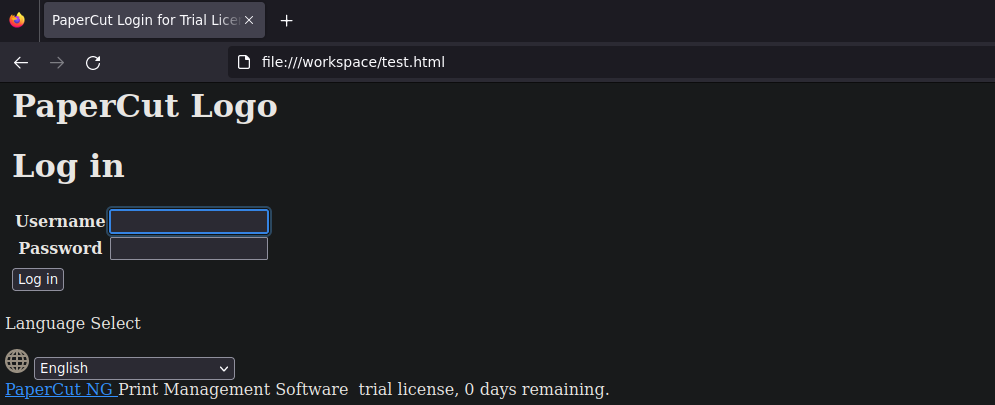 PaperCut Login for Trial Lice
file:///workspace/test.html
PaperCut Logo
Log in
Username
Password
Log in
Language Select
English
PaperCut NG Print Management Software trial license, 0 days remaining.